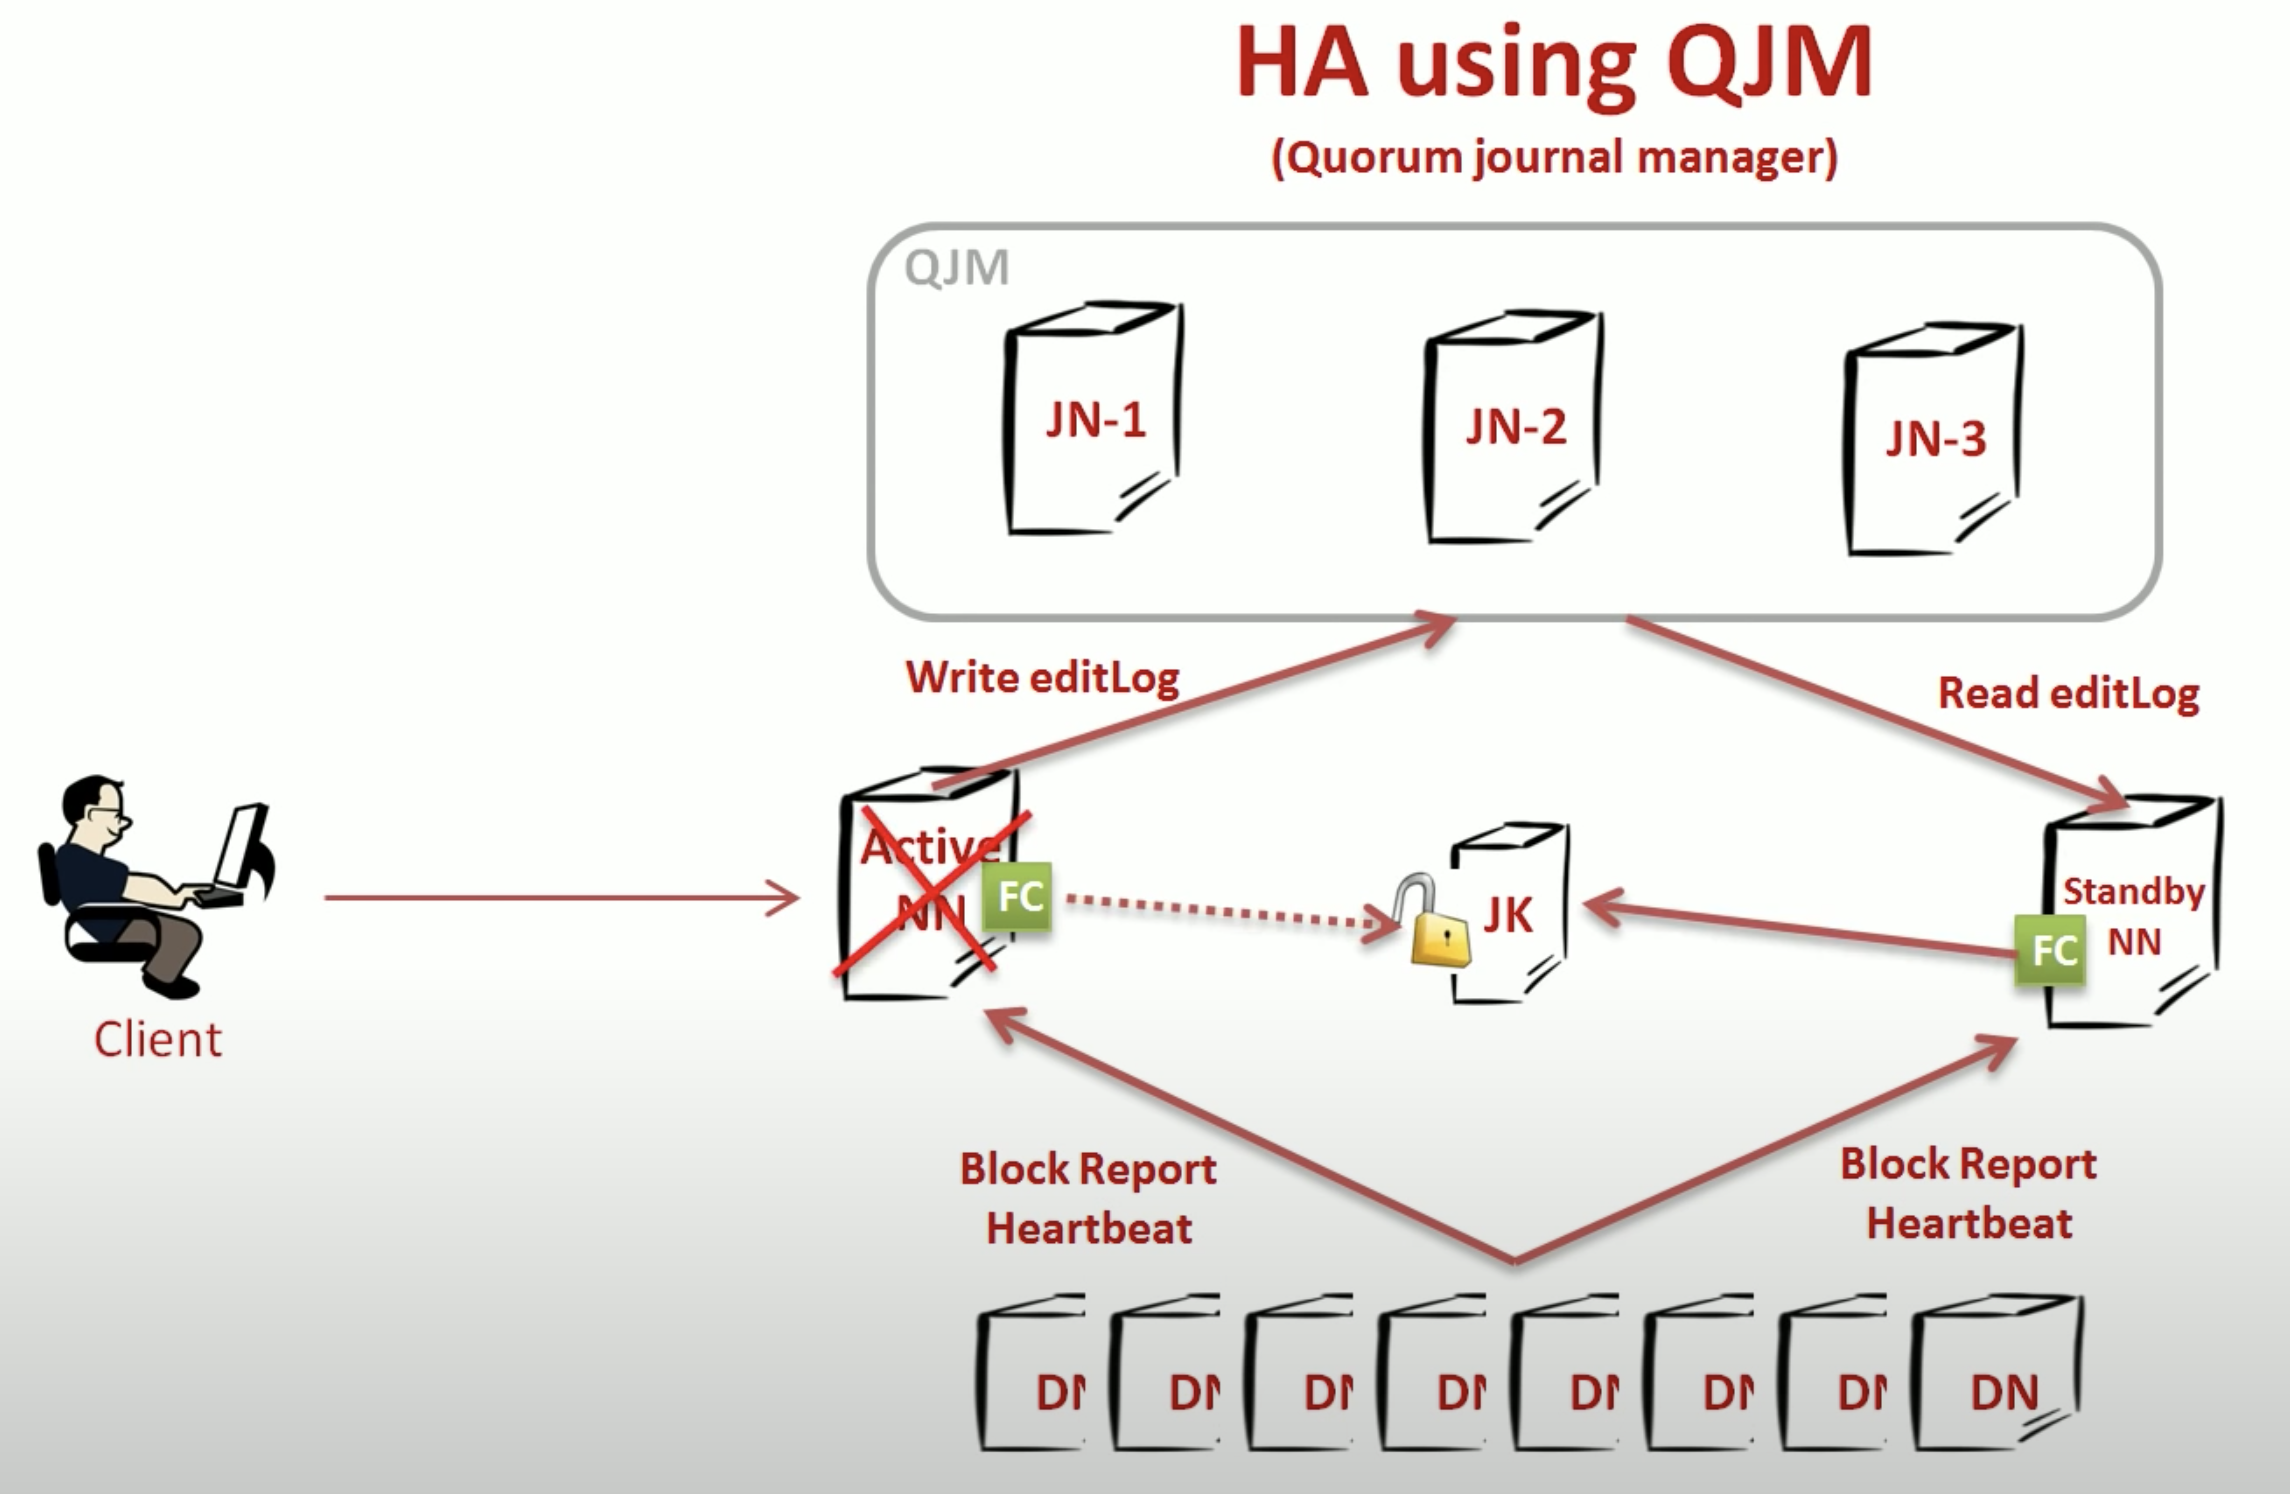 HA using QJM
(Quorum journal manager)
QJM
JN-1
JN-2
JN-3
Write editLog
Read editLog
Active
NN
FC
JK
Standby
NN
FC
Client
Block Report
Heartbeat
Block Report
Heartbeat
DN
DN
DN
DN
DN
DN
DN
DN